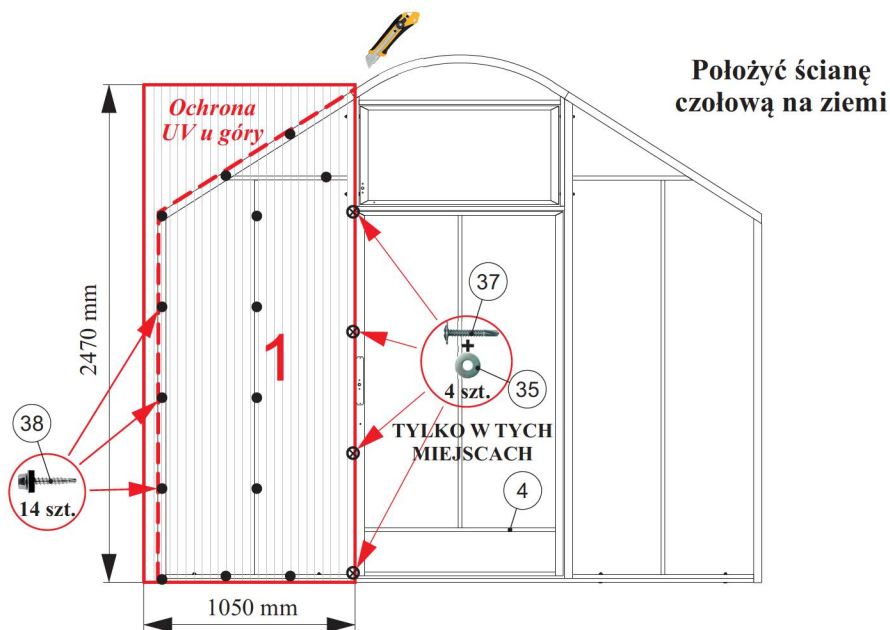 Położyć ścianę
czołową na ziemi
Ochrona
UV u góry
2470 mm
1
37
+
35
4 szt.
TYLKO W TYCH
MIEJSCACH
38
14 szt.
4
1050 mm